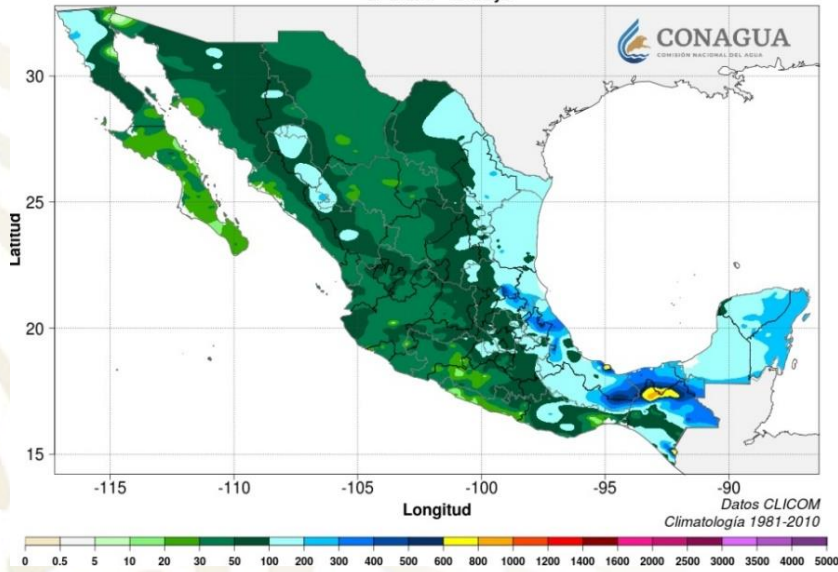 CONAGUA
COMISIÓN NACIONAL DEL AGUA
30
25
20
15
Latitud
-115 -110 -105 -100 -95 -90
Longitud
Datos CLICOM
Climatología 1981-2010
0 0.5 5 10 20 30 50 100 200 300 400 500 600 800 1000 1200 1400 1600 2000 2500 3000 3500 4000 5000